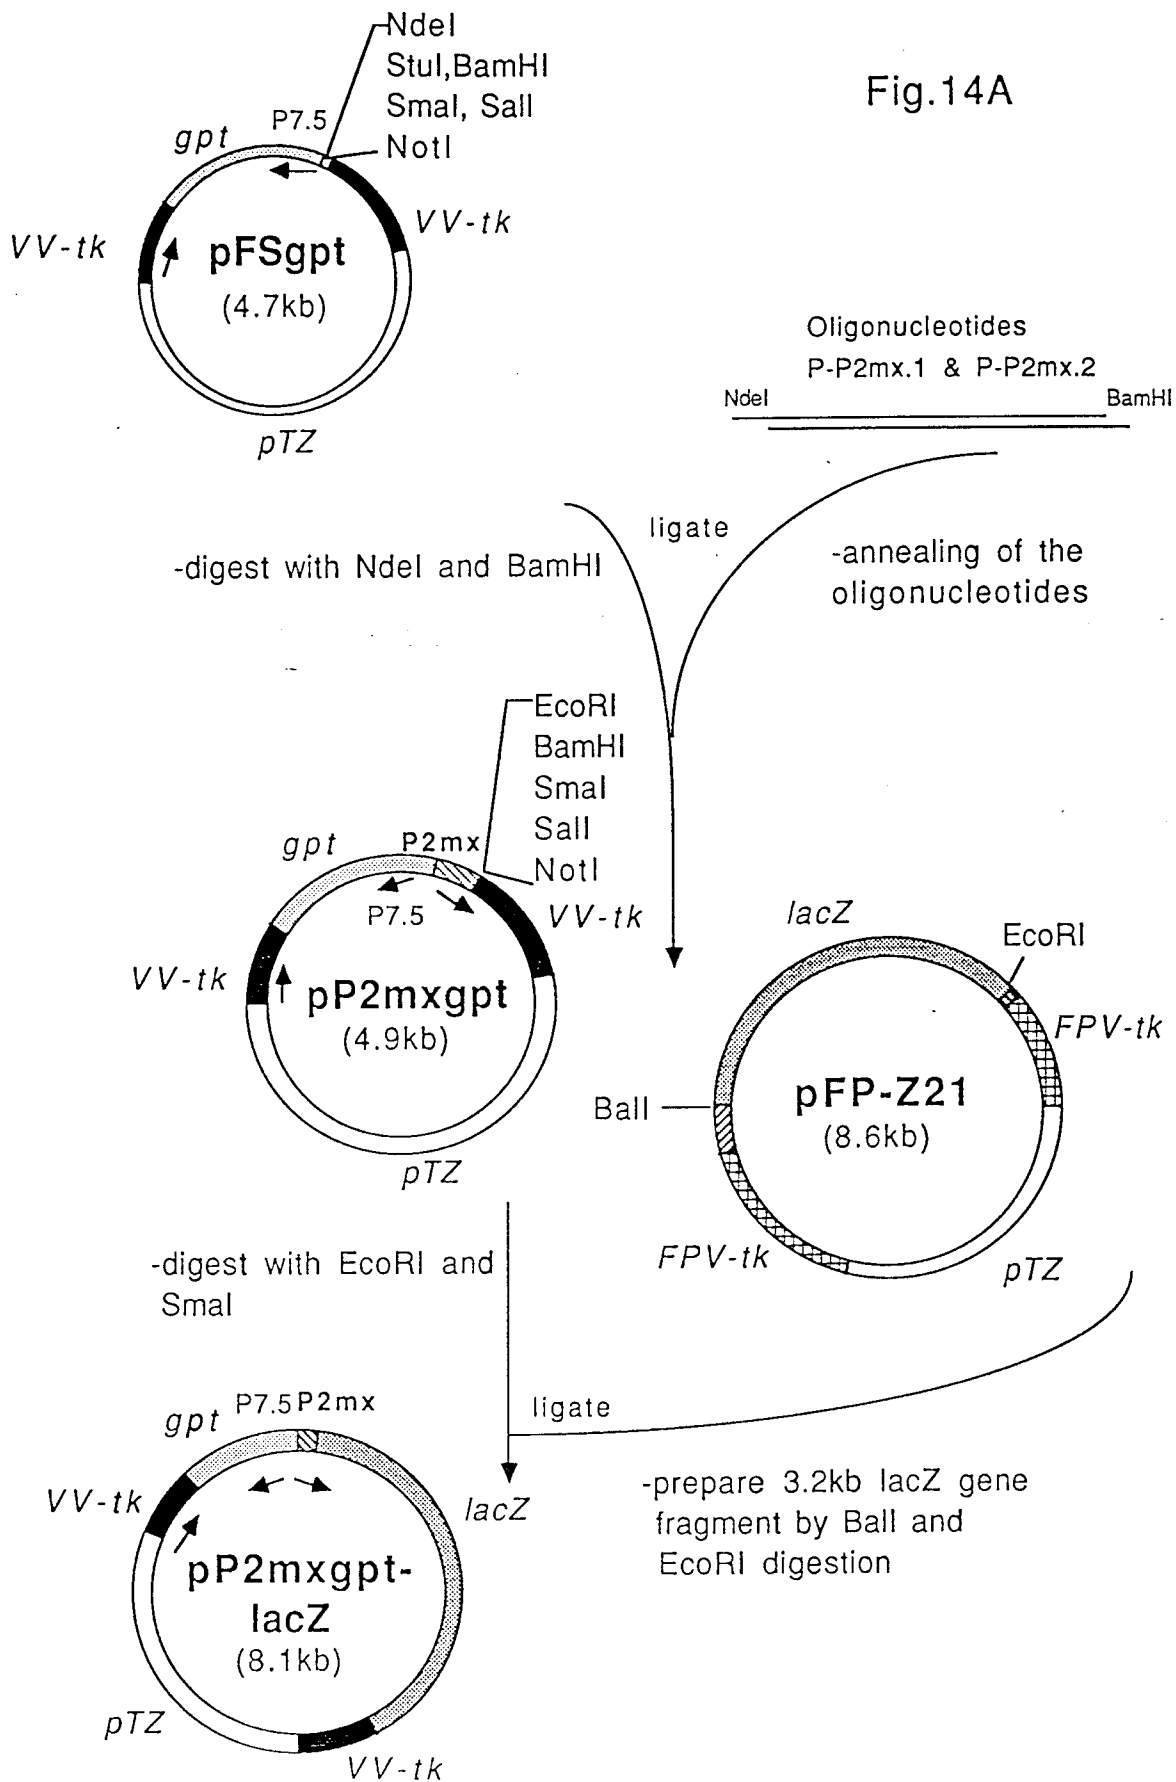 Fig.14A
NdeI
StuI,BamHI
SmaI, SalI
NotI
P7.5
gpt
VV-tk
VV-tk
pFSgpt
(4.7kb)
pTZ
Oligonucleotides
P-P2mx.1 & P-P2mx.2
NdeI
BamHI
ligate
-digest with NdeI and BamHI
-annealing of the
oligonucleotides
EcoRI
BamHI
SmaI
SalI
NotI
gpt
P2mx
P7.5
VV-tk
VV-tk
pP2mxgpt
(4.9kb)
pTZ
lacZ
EcoRI
FPV-tk
BalI
pFP-Z21
(8.6kb)
FPV-tk
pTZ
-digest with EcoRI and
SmaI
ligate
-prepare 3.2kb lacZ gene
fragment by BalI and
EcoRI digestion
P7.5 P2mx
gpt
VV-tk
lacZ
pP2mxgpt-
lacZ
(8.1kb)
pTZ
VV-tk